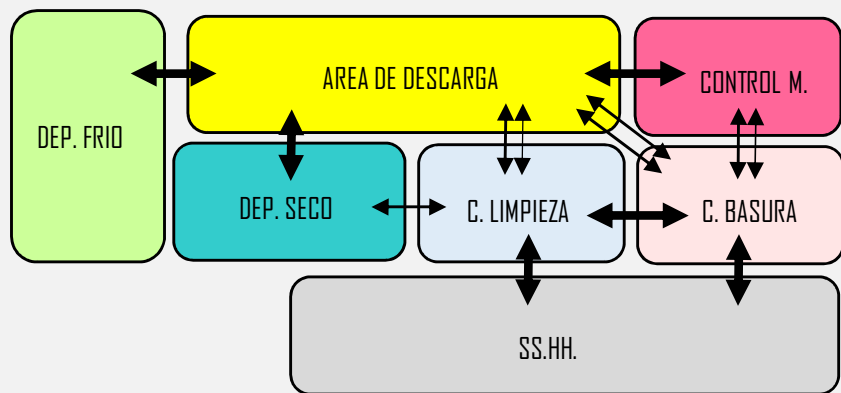 AREA DE DESCARGA
CONTROL M.
DEP. FRIO
DEP. SECO
C. LIMPIEZA
C. BASURA
SS.HH.